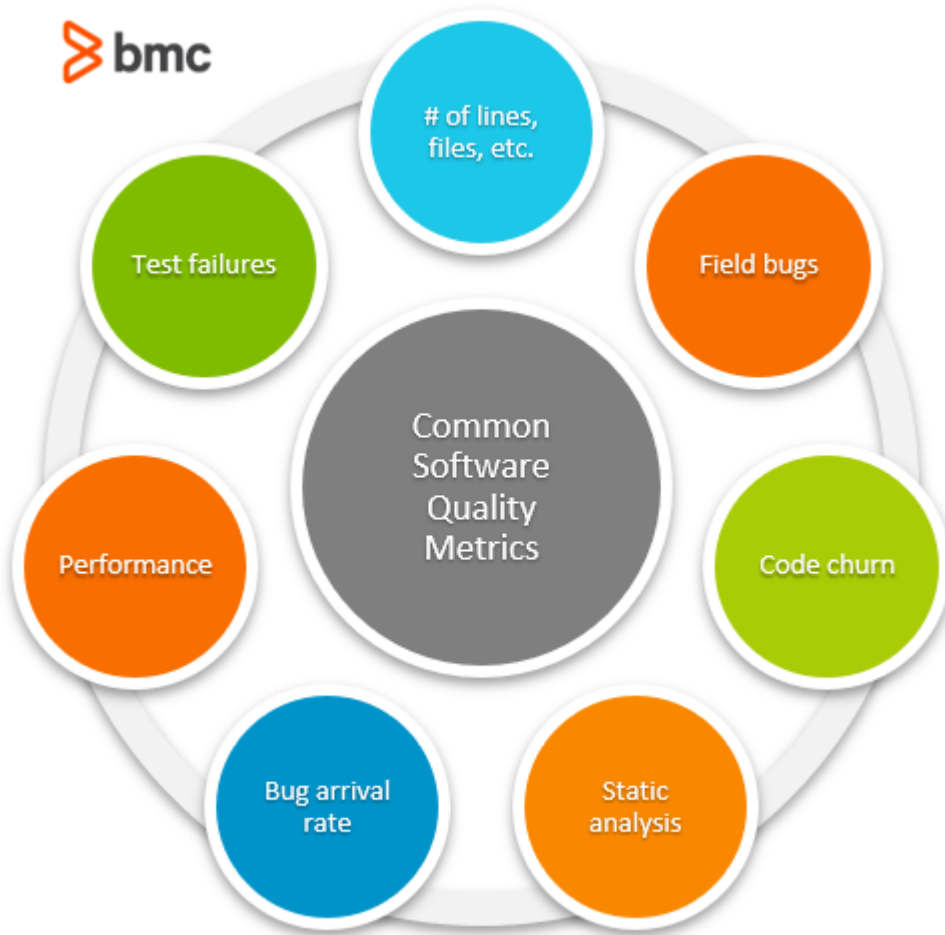 bmc
# of lines,
files, etc.
Field bugs
Code churn
Static
analysis
Bug arrival
rate
Performance
Test failures
Common
Software
Quality
Metrics